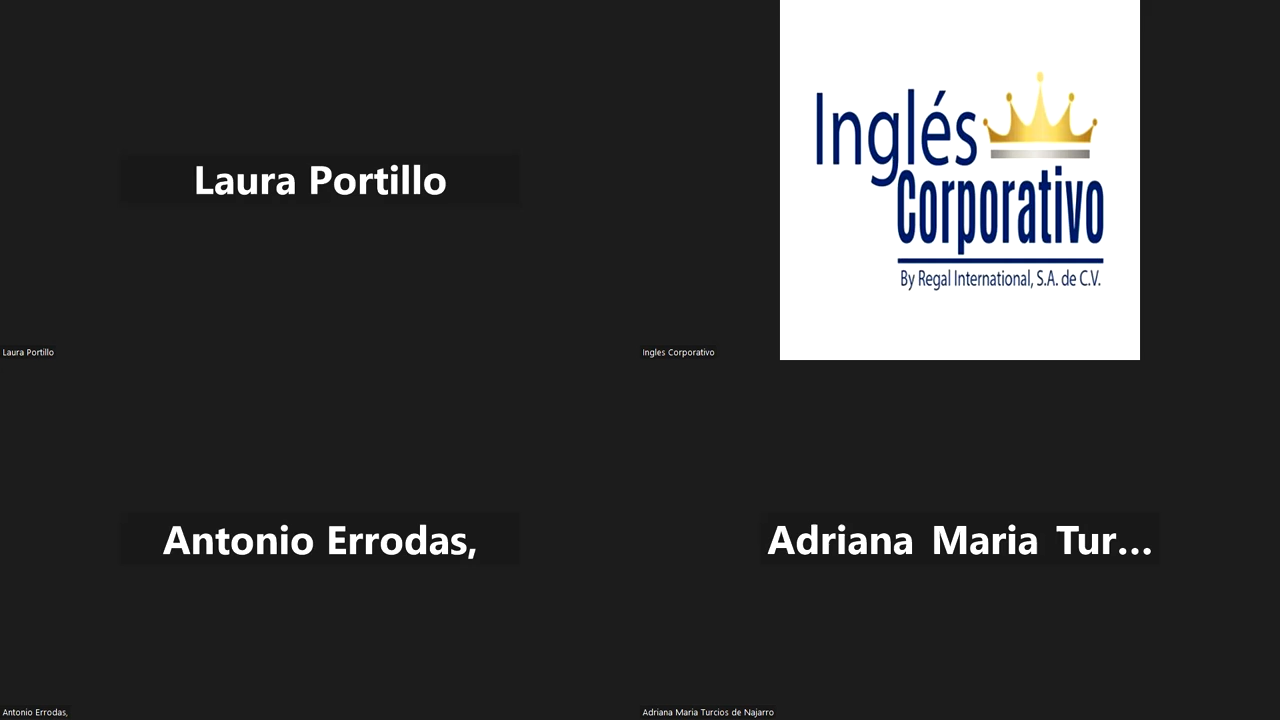 Laura Portillo
Laura Portillo
Inglés
Corporativo
By Regal International, S.A. de C.V.
Ingles Corporativo
Antonio Errodas,
Antonio Errodas,
Adriana Maria Tur...
Adriana Maria Turcios de Najarro